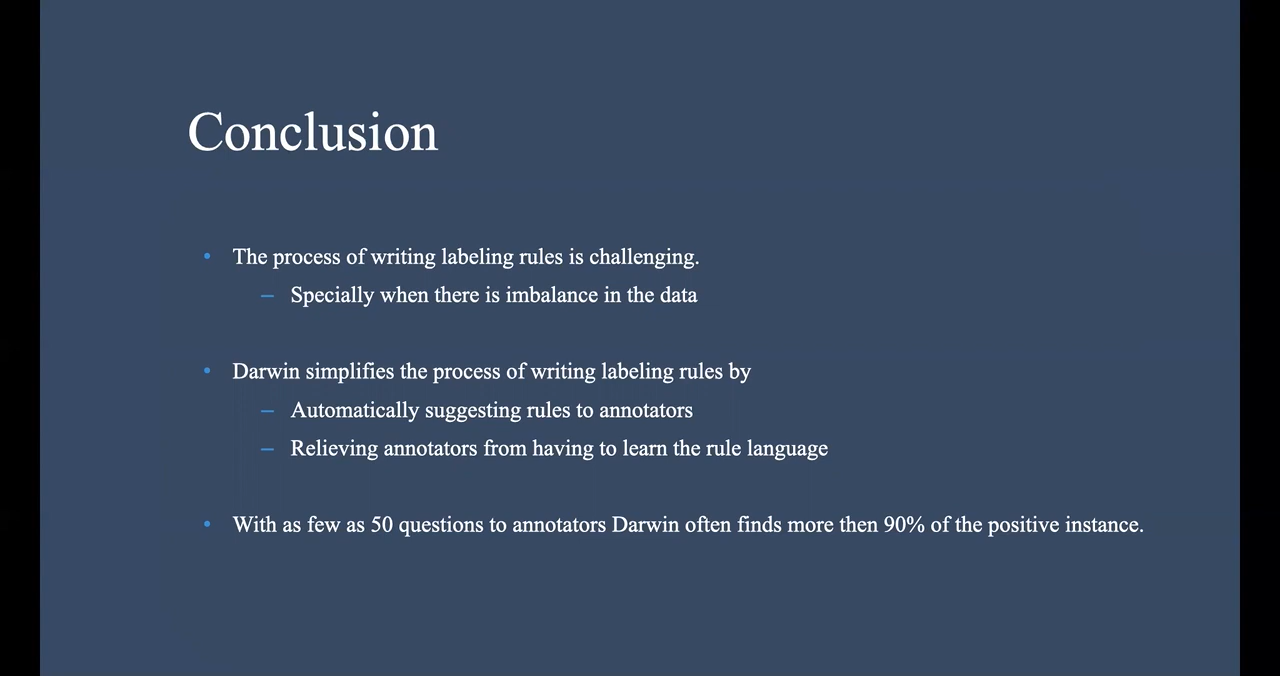 Conclusion
• The process of writing labeling rules is challenging.
– Specially when there is imbalance in the data
• Darwin simplifies the process of writing labeling rules by
– Automatically suggesting rules to annotators
– Relieving annotators from having to learn the rule language
• With as few as 50 questions to annotators Darwin often finds more then 90% of the positive instance.